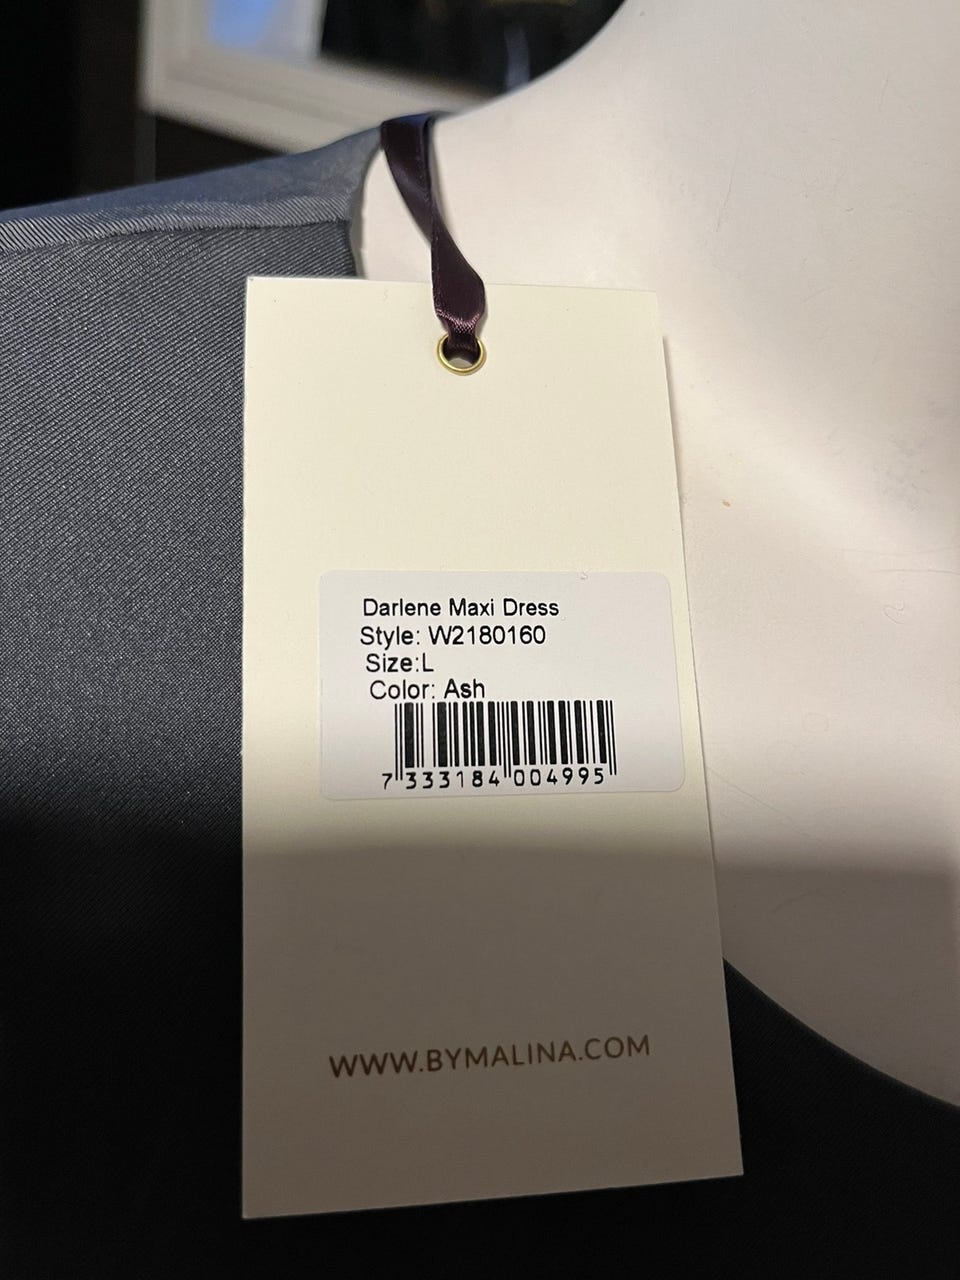 Darlene Maxi Dress
Style: W2180160
Size:L
Color: Ash
7 333184 004995
WWW.BYMALINA.COM